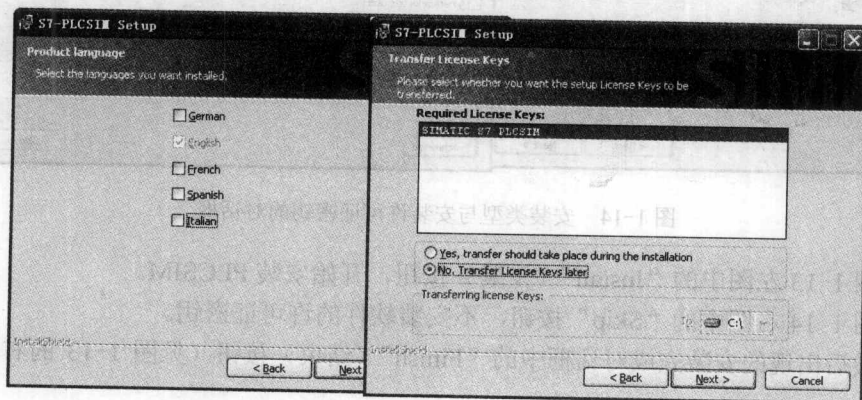 S7-PLCSIM Setup
Product language
Select the languages you want installed.
German
English
French
Spanish
Italian
InstallShield
< Back
Next
S7-PLCSIM Setup
Transfer License Keys
Please select whether you want the setup License Keys to be
transferred.
Required License Keys:
SIMATIC S7 PLCSIM
Yes, transfer should take place during the installation
No, Transfer License Keys later
Transferring license Keys:
C:\
InstallShield
< Back
Next >
Cancel